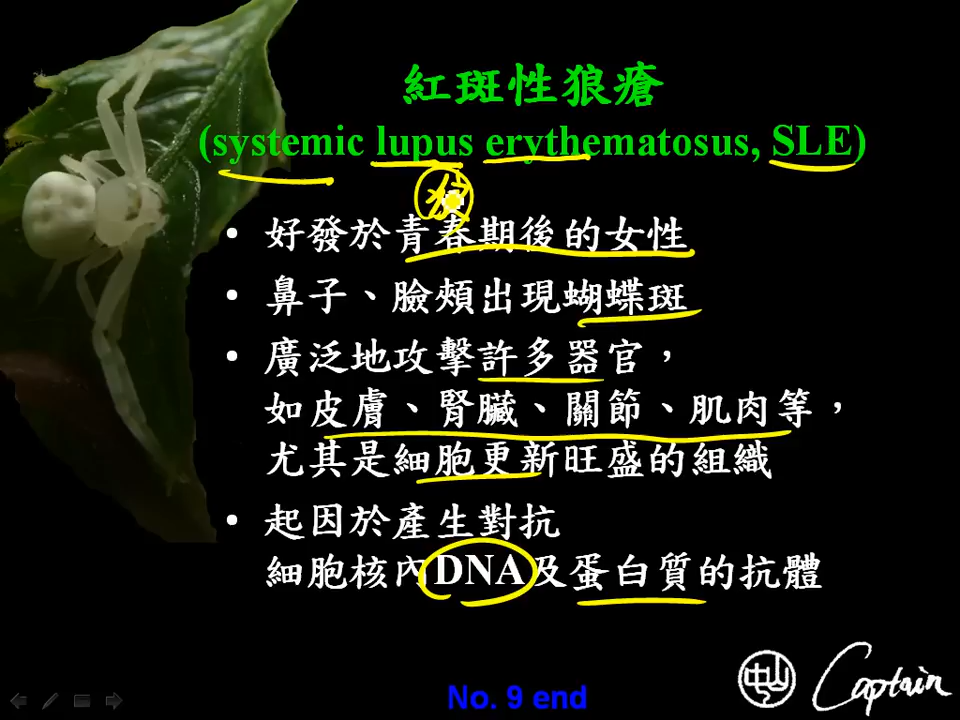 紅斑性狼瘡
(systemic lupus erythematosus, SLE)
狼
• 好發於青春期後的女性
• 鼻子、臉頰出現蝴蝶斑
• 廣泛地攻擊許多器官，
如皮膚、腎臟、關節、肌肉等，
尤其是細胞更新旺盛的組織
• 起因於產生對抗
細胞核內DNA及蛋白質的抗體
Captain
No. 9 end